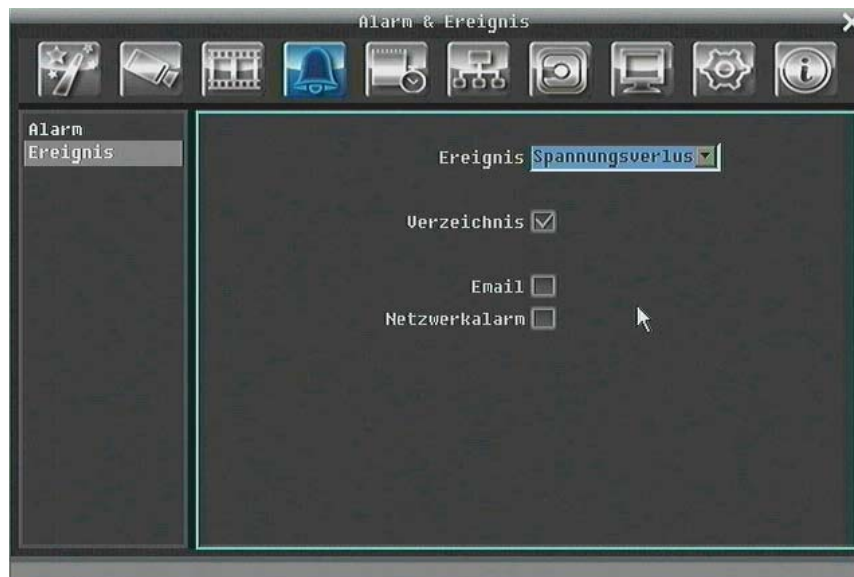 Alarm & Ereignis
Alarm
Ereignis
Ereignis Spannungsverlus
Verzeichnis
Email
Netzwerkalarm